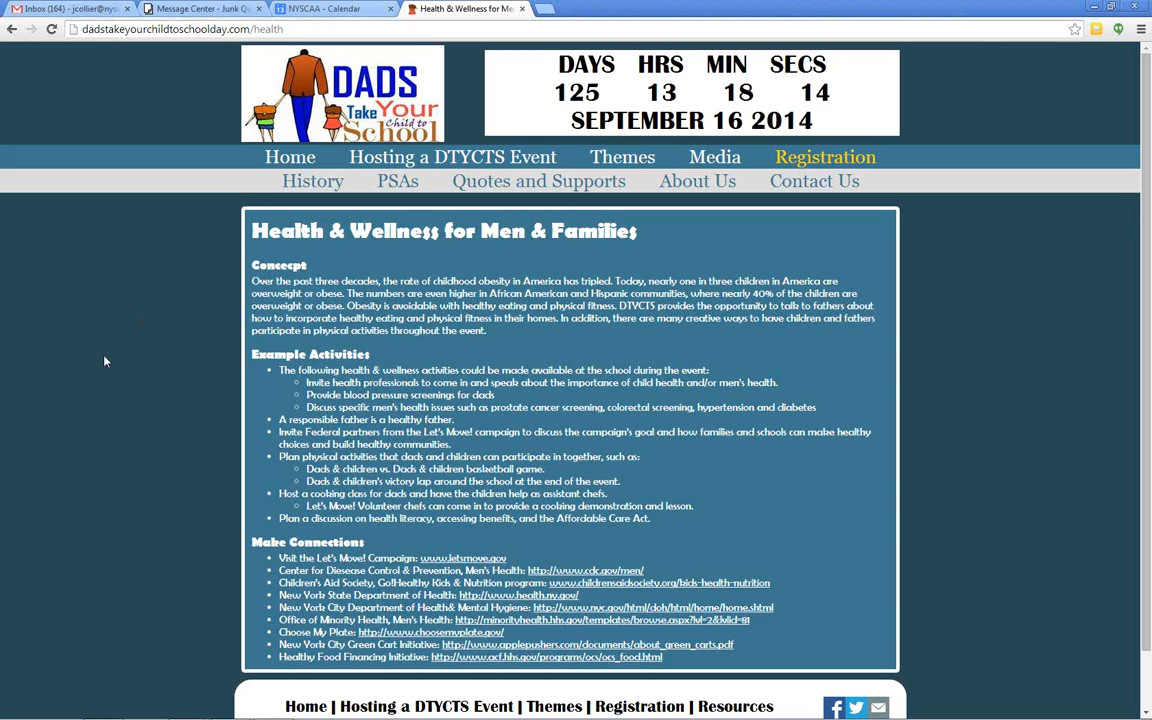 Inbox (164) - jcollier@nys
Message Center - Junk Qu
NYSCAA - Calendar
Health & Wellness for Me
dadstakeyourchildtoschoolday.com/health
DADS
Take Your
Child to
School
DAYS HRS MIN SECS
125 13 18 14
SEPTEMBER 16 2014
Home Hosting a DTYCTS Event Themes Media Registration
History PSAs Quotes and Supports About Us Contact Us
Health & Wellness for Men & Families
Concecpt
Over the past three decades, the rate of childhood obesity in America has tripled. Today, nearly one in three children in America are
overweight or obese. The numbers are even higher in African American and Hispanic communities, where nearly 40% of the children are
overweight or obese. Obesity is avoidable with healthy eating and physical fitness. DTYCTS provides the opportunity to talk to fathers about
how to incorporate healthy eating and physical fitness in their homes. In addition, there are many creative ways to have children and fathers
participate in physical activities throughout the event.
Example Activities
• The following health & wellness activities could be made available at the school during the event:
○ Invite health professionals to come in and speak about the importance of child health and/or men's health.
○ Provide blood pressure screenings for dads
○ Discuss specific men's health issues such as prostate cancer screening, colorectal screening, hypertension and diabetes
• A responsible father is a healthy father.
• Invite Federal partners from the Let's Move! campaign to discuss the campaign's goal and how families and schools can make healthy
choices and build healthy communities.
• Plan physical activities that dads and children can participate in together, such as:
○ Dads & children vs. Dads & children basketball game.
○ Dads & children's victory lap around the school at the end of the event.
• Host a cooking class for dads and have the children help as assistant chefs.
○ Let's Move! Volunteer chefs can come in to provide a cooking demonstration and lesson.
• Plan a discussion on health literacy, accessing benefits, and the Affordable Care Act.
Make Connections
• Visit the Let's Move! Campaign: www.letsmove.gov
• Center for Diesease Control & Prevention, Men's Health: http://www.cdc.gov/men/
• Children's Aid Society, Go!Healthy Kids & Nutrition program: www.childrensaidsociety.org/kids-health-nutrition
• New York State Department of Health: http://www.health.ny.gov/
• New York City Department of Health& Mental Hygiene: http://www.nyc.gov/html/doh/html/home/home.shtml
• Office of Minority Health, Men's Health: http://minorityhealth.hhs.gov/templates/browse.aspx?lvl=2&lvlid=81
• Choose My Plate: http://www.choosemyplate.gov/
• New York City Green Cart Initiative: http://www.applepushers.com/documents/about_green_carts.pdf
• Healthy Food Financing Initiative: http://www.acf.hhs.gov/programs/ocs/ocs_food.html
Home | Hosting a DTYCTS Event | Themes | Registration | Resources